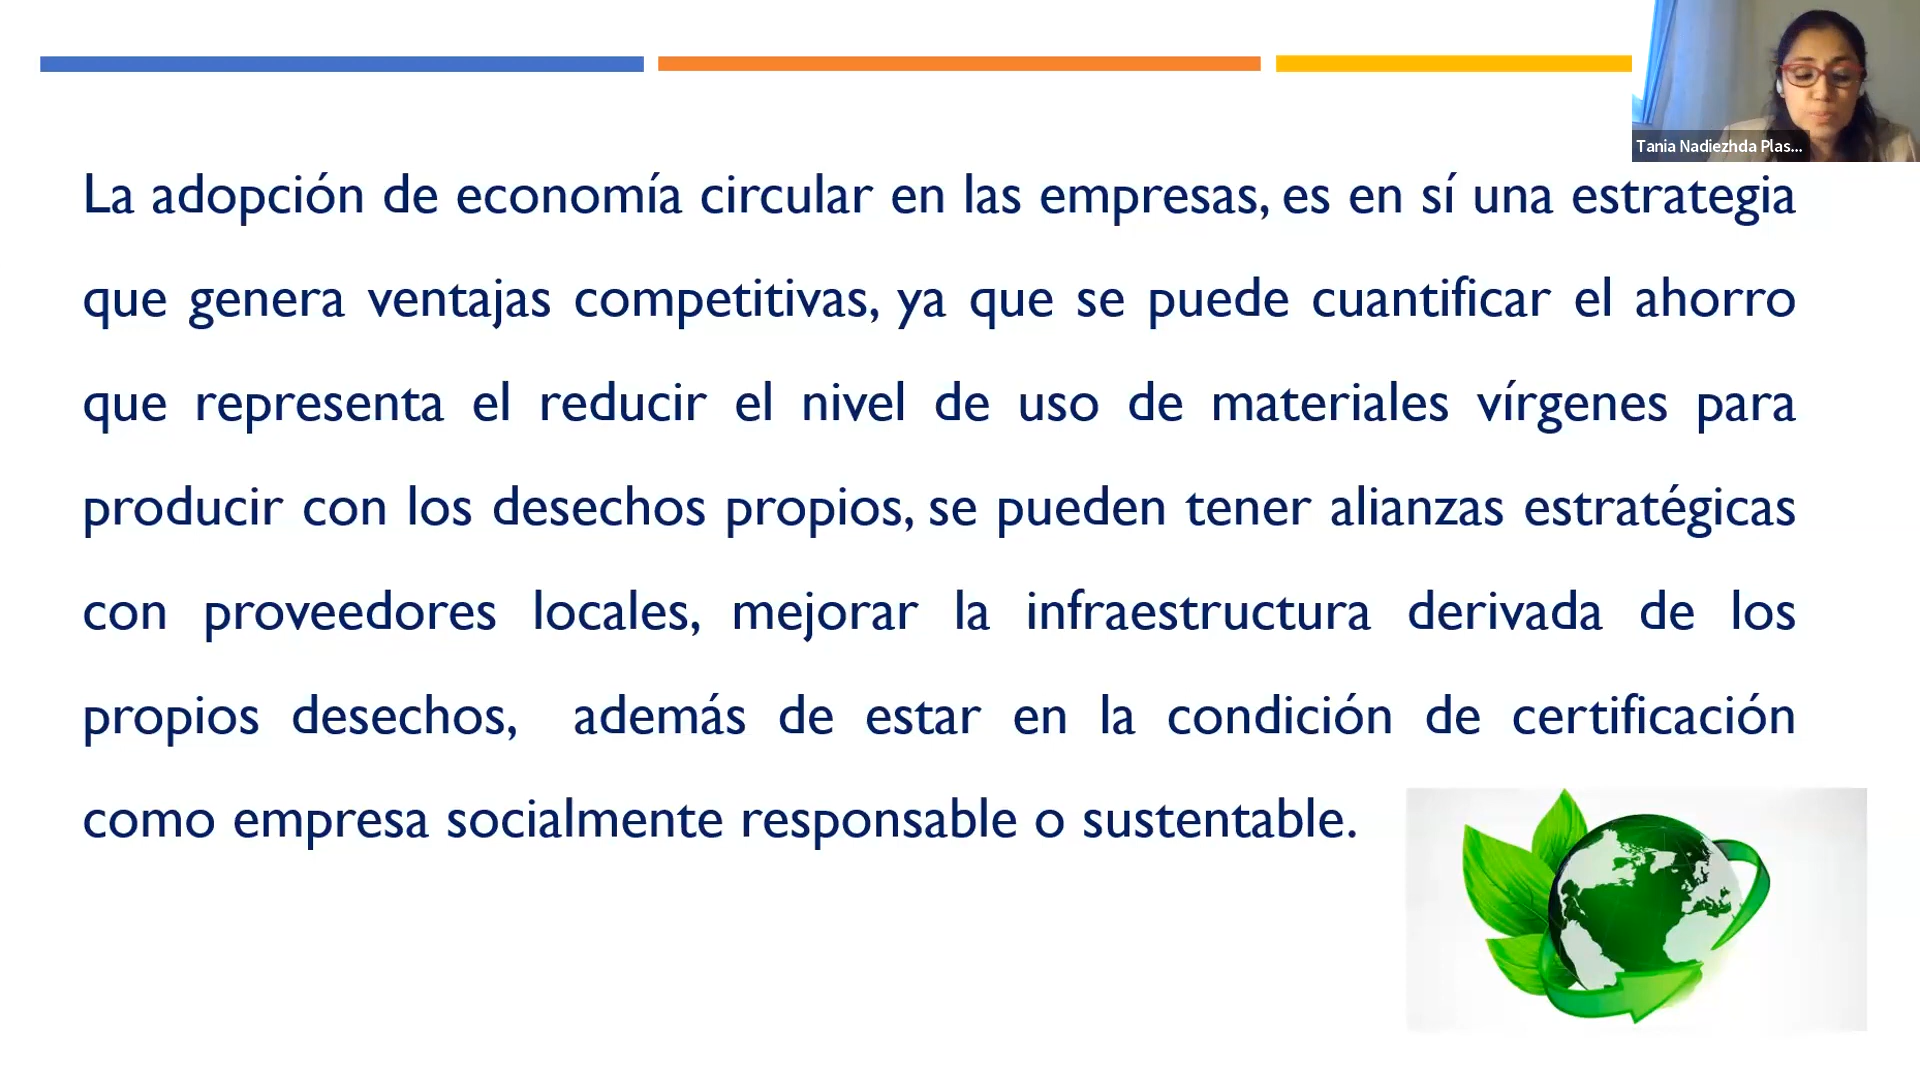 Tania Nadiezhda Plas...
La adopción de economía circular en las empresas, es en sí una estrategia
que genera ventajas competitivas, ya que se puede cuantificar el ahorro
que representa el reducir el nivel de uso de materiales vírgenes para
producir con los desechos propios, se pueden tener alianzas estratégicas
con proveedores locales, mejorar la infraestructura derivada de los
propios desechos, además de estar en la condición de certificación
como empresa socialmente responsable o sustentable.